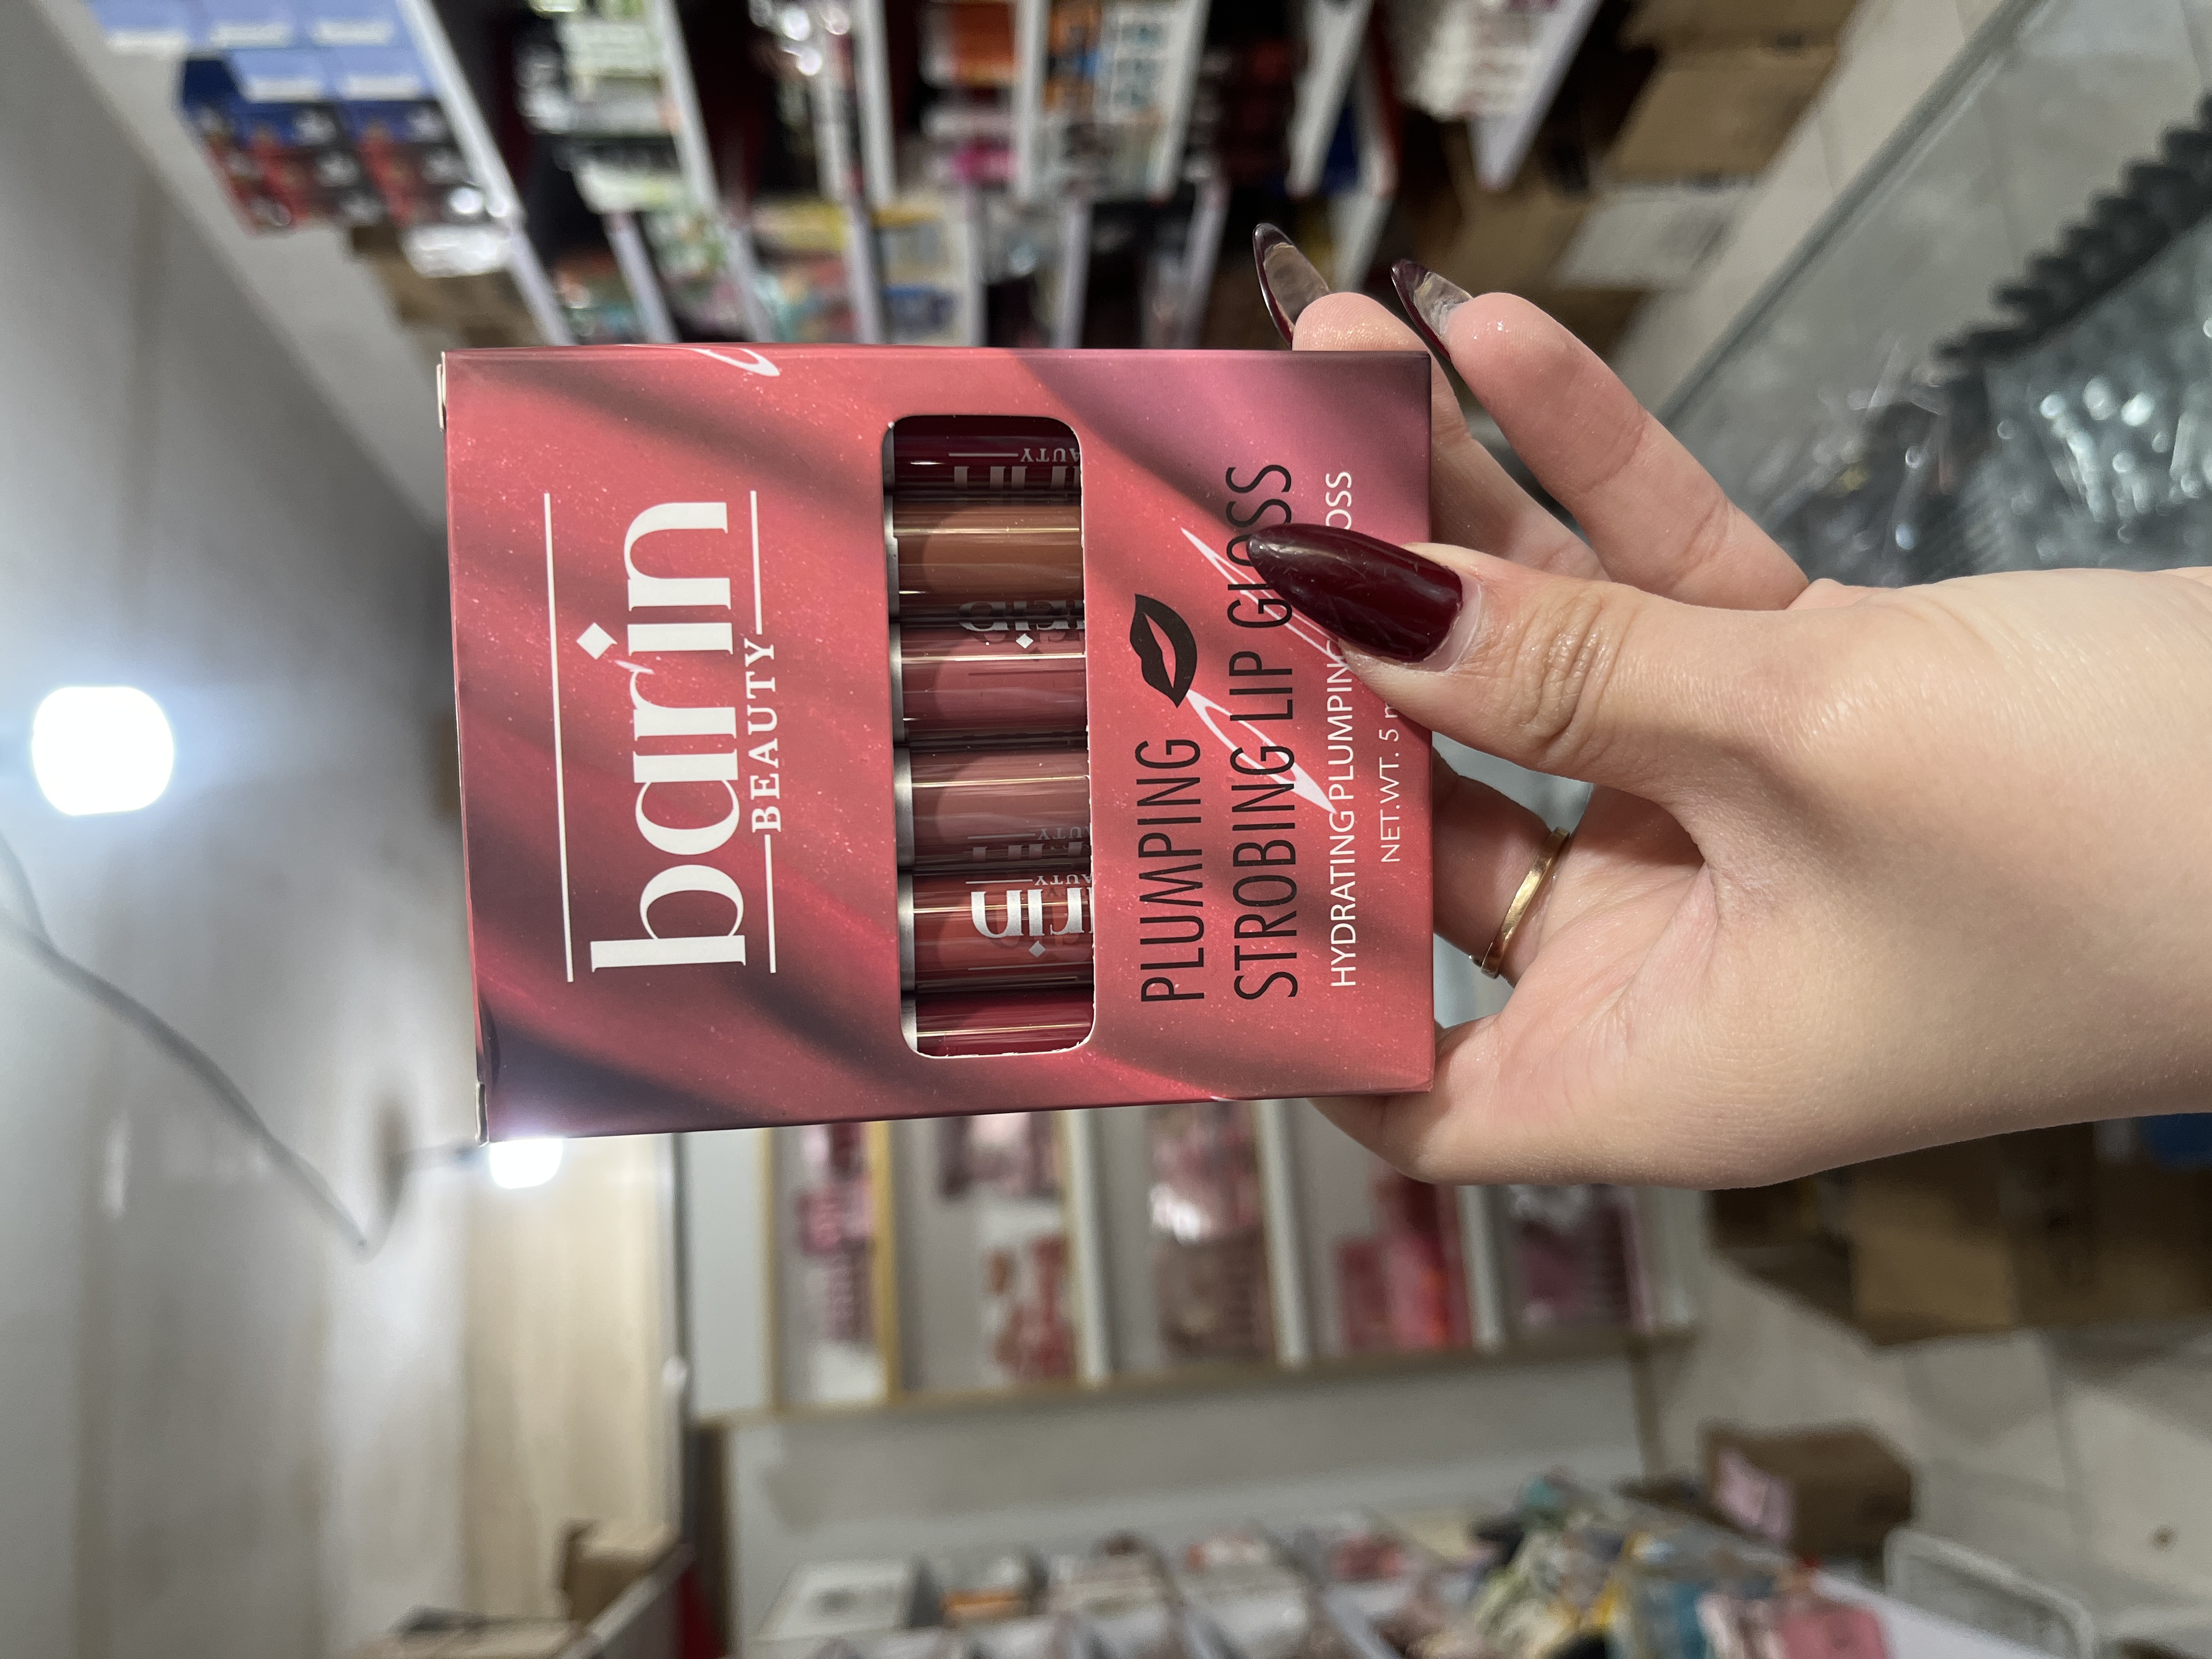 barin
BEAUTY
PLUMPING
STROBING LIP GLOSS
HYDRATING PLUMPING
NET.WT. 5